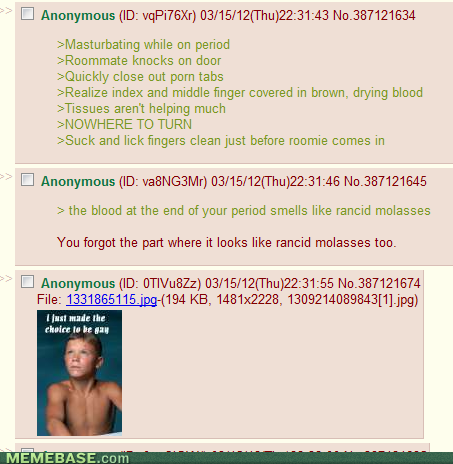 >> Anonymous (ID: vqPi76Xr) 03/15/12(Thu)22:31:43 No.387121634
>Masturbating while on period
>Roommate knocks on door
>Quickly close out porn tabs
>Realize index and middle finger covered in brown, drying blood
>Tissues aren't helping much
>NOWHERE TO TURN
>Suck and lick fingers clean just before roomie comes in
>> Anonymous (ID: va8NG3Mr) 03/15/12(Thu)22:31:46 No.387121645
> the blood at the end of your period smells like rancid molasses
You forgot the part where it looks like rancid molasses too.
>> Anonymous (ID: 0TlVu8Zz) 03/15/12(Thu)22:31:55 No.387121674
File: 1331865115.jpg-(194 KB, 1481x2228, 1309214089843[1].jpg)
I just made the
choice to be gay
MEMEBASE.com